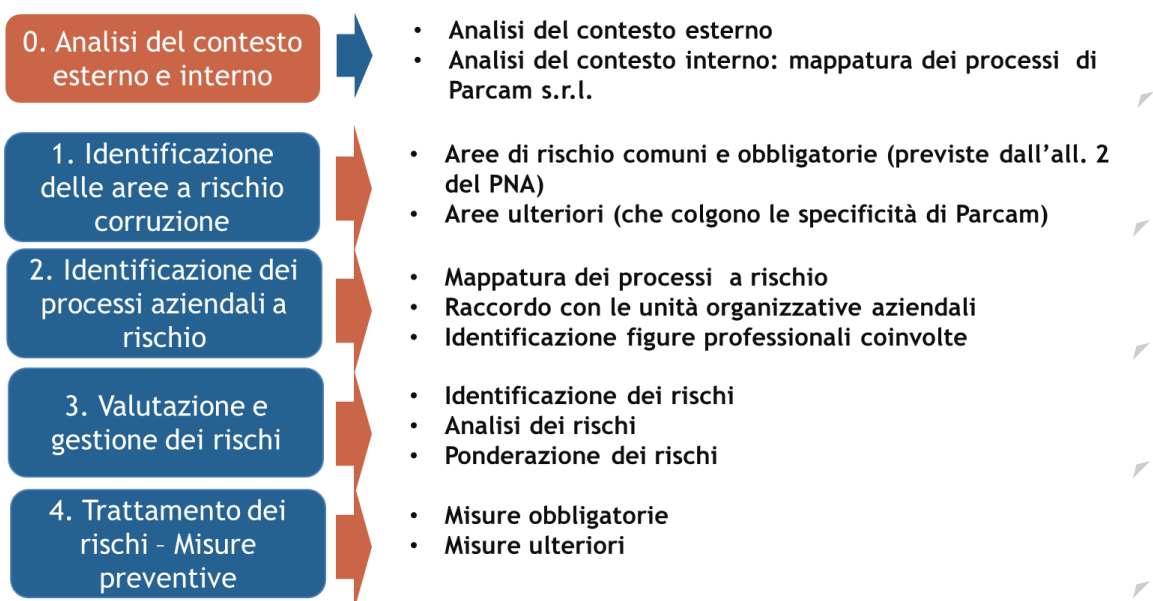 0. Analisi del contesto
esterno e interno
• Analisi del contesto esterno
• Analisi del contesto interno: mappatura dei processi di
Parcam s.r.l.
1. Identificazione
delle aree a rischio
corruzione
• Aree di rischio comuni e obbligatorie (previste dall’all. 2
del PNA)
• Aree ulteriori (che colgono le specificità di Parcam)
2. Identificazione dei
processi aziendali a
rischio
• Mappatura dei processi a rischio
• Raccordo con le unità organizzative aziendali
• Identificazione figure professionali coinvolte
3. Valutazione e
gestione dei rischi
• Identificazione dei rischi
• Analisi dei rischi
• Ponderazione dei rischi
4. Trattamento dei
rischi – Misure
preventive
• Misure obbligatorie
• Misure ulteriori